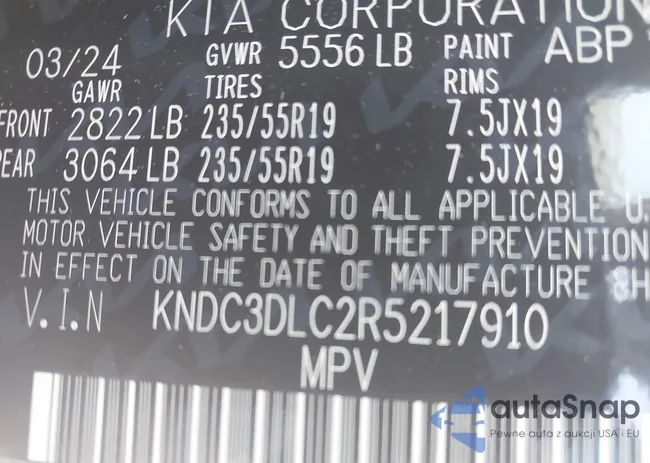 KIA CORPORATION
03/24 GVWR 5556 LB PAINT ABP
GAWR TIRES RIMS
FRONT 2822 LB 235/55R19 7.5JX19
REAR 3064 LB 235/55R19 7.5JX19
THIS VEHICLE CONFORMS TO ALL APPLICABLE U.
MOTOR VEHICLE SAFETY AND THEFT PREVENTION
IN EFFECT ON THE DATE OF MANUFACTURE SH
V.I.N KNDC3DLC2R5217910
MPV
autaSnap
Pewne auta z aukcji USA i EU